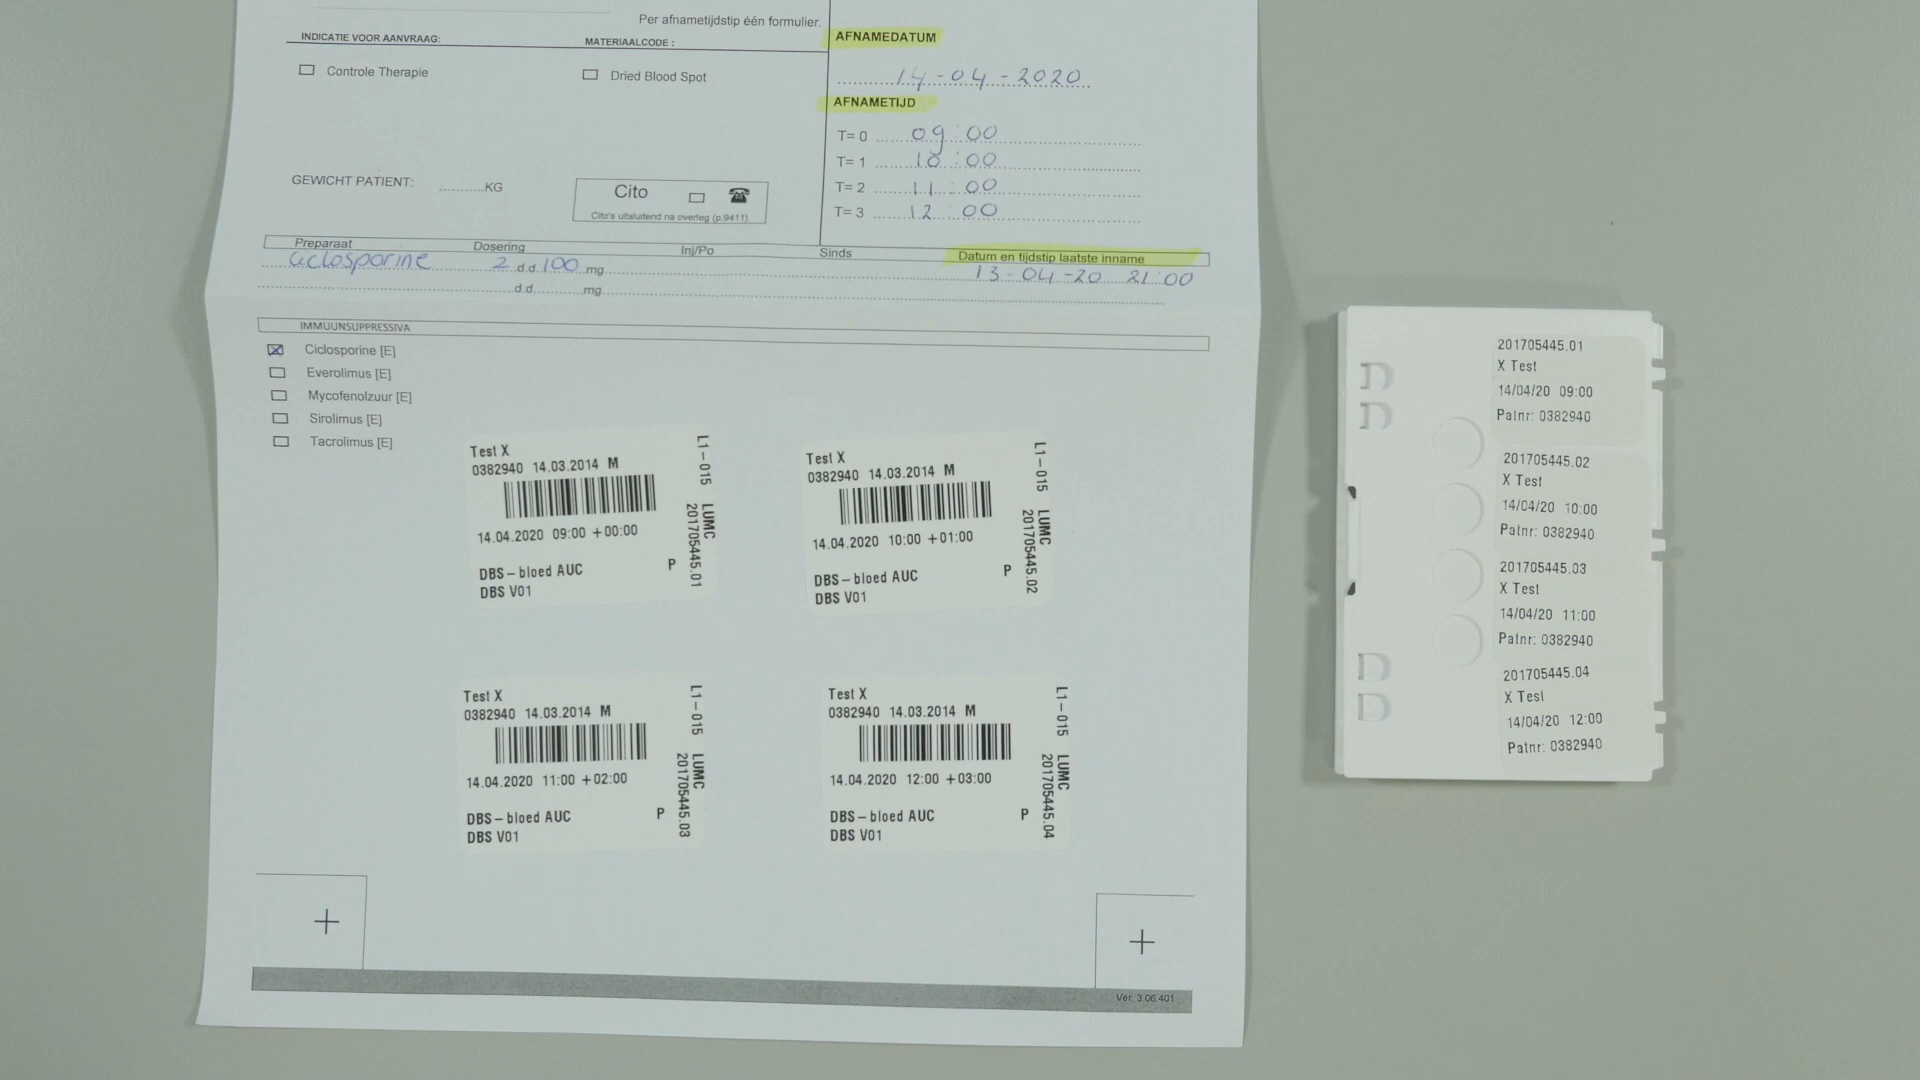 Per afnametijdstip één formulier.
INDICATIE VOOR AANVRAAG:
MATERIAALCODE :
Controle Therapie
Dried Blood Spot
GEWICHT PATIENT: ..........KG
Cito
Cito's uitsluitend na overleg (p.9411)
AFNAMEDATUM
14-04-2020
AFNAMETIJD
T= 0 09:00
T= 1 10:00
T= 2 11:00
T= 3 12:00
Preparaat Dosering Inj/Po Sinds Datum en tijdstip laatste inname
Ciclosporine 2 d.d. 100 mg 13-04-20 21:00
d.d. mg
IMMUUNSUPPRESSIVA
Ciclosporine [E]
Everolimus [E]
Mycofenolzuur [E]
Sirolimus [E]
Tacrolimus [E]
Test X
0382940 14.03.2014 M
14.04.2020 09:00 +00:00
DBS-bloed AUC P
DBS V01
L1-015 LUMC
201705445.01
Test X
0382940 14.03.2014 M
14.04.2020 10:00 +01:00
DBS-bloed AUC P
DBS V01
L1-015 LUMC
201705445.02
Test X
0382940 14.03.2014 M
14.04.2020 11:00 +02:00
DBS-bloed AUC P
DBS V01
L1-015 LUMC
201705445.03
Test X
0382940 14.03.2014 M
14.04.2020 12:00 +03:00
DBS-bloed AUC P
DBS V01
L1-015 LUMC
201705445.04
Ver. 3.06.401
201705445.01
X Test
14/04/20 09:00
Patnr: 0382940
201705445.02
X Test
14/04/20 10:00
Patnr: 0382940
201705445.03
X Test
14/04/20 11:00
Patnr: 0382940
201705445.04
X Test
14/04/20 12:00
Patnr: 0382940